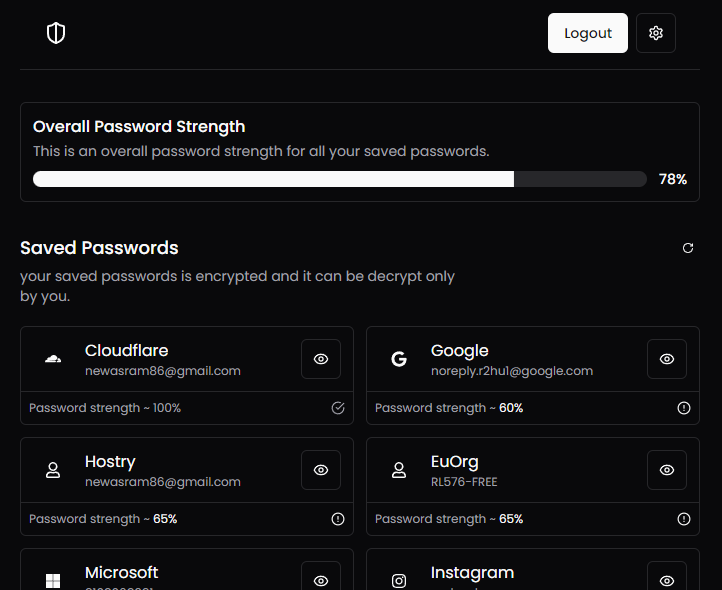 Logout
Overall Password Strength
This is an overall password strength for all your saved passwords.
78%
Saved Passwords
your saved passwords is encrypted and it can be decrypt only
by you.
Cloudflare
newasram86@gmail.com
Password strength ~ 100%
Google
noreply.r2hu1@google.com
Password strength ~ 60%
Hostry
newasram86@gmail.com
Password strength ~ 65%
EuOrg
RL576-FREE
Password strength ~ 65%
Microsoft
Instagram